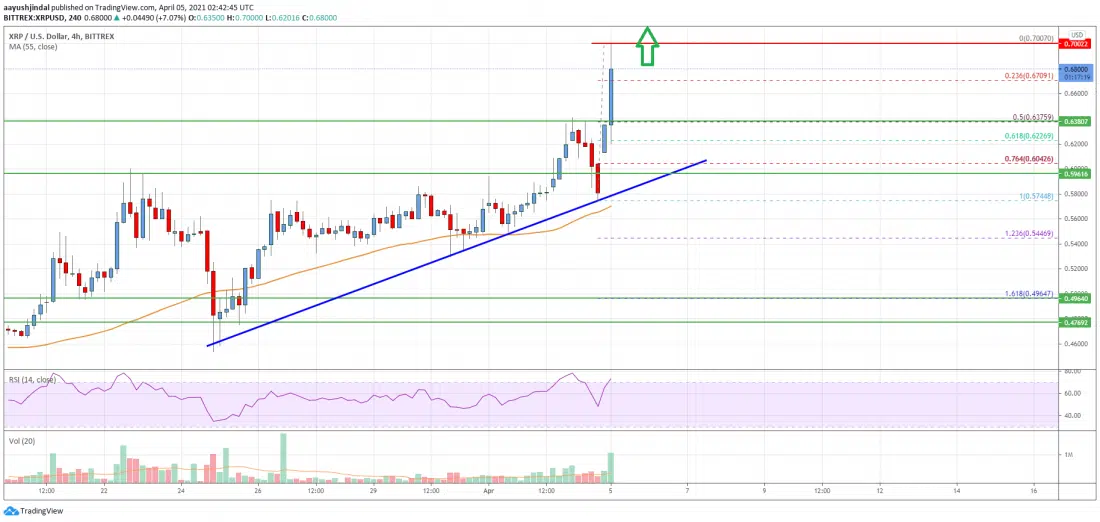 aayushjindal published on TradingView.com, April 05, 2021 02:42:45 UTC
BITTREX:XRPUSD, 240 0.68000 ▲ +0.04490 (+7.07%) O:0.63500 H:0.70000 L:0.62016 C:0.68000
XRP / U.S. Dollar, 4h, BITTREX
MA (55, close)
USD
0(0.70070)
0.70022
0.68000
01:17:19
0.236(0.67091)
0.66000
0.5(0.63759)
0.63807
0.618(0.62269)
0.62000
0.764(0.60426)
0.59616
0.58000
1(0.57448)
0.56000
1.236(0.54469)
0.54000
0.52000
1.618(0.49647)
0.49640
0.47692
0.46000
RSI (14, close)
80.00
60.00
40.00
Vol (20)
1M
12:00 22 24 26 12:00 29 12:00 Apr 12:00 5 7 9 12:00 12 14 16
TradingView